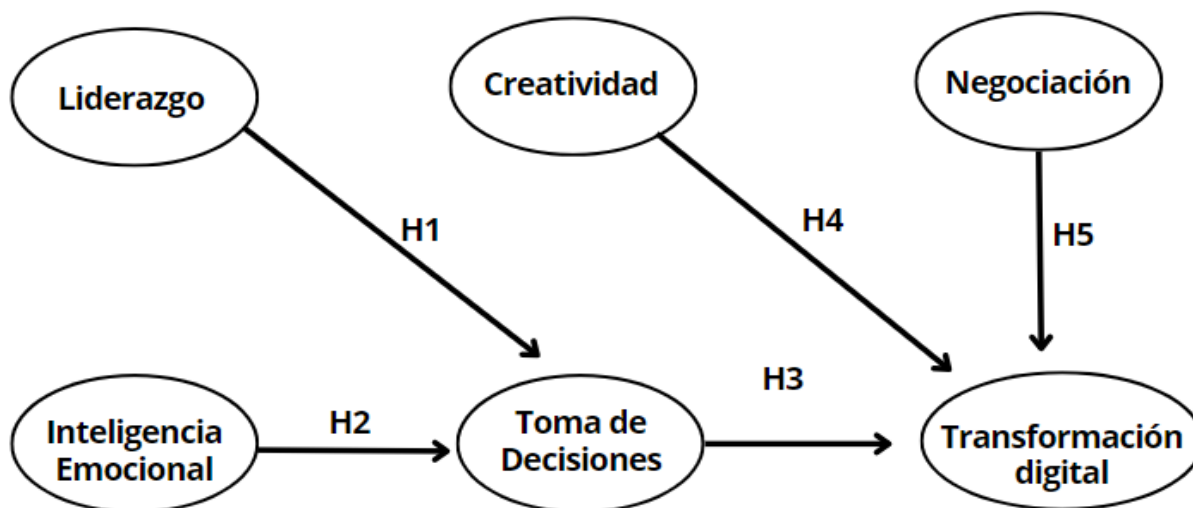 Liderazgo
Creatividad
Negociación
H1
H4
H5
Inteligencia
Emocional
H2
Toma de
Decisiones
H3
Transformación
digital